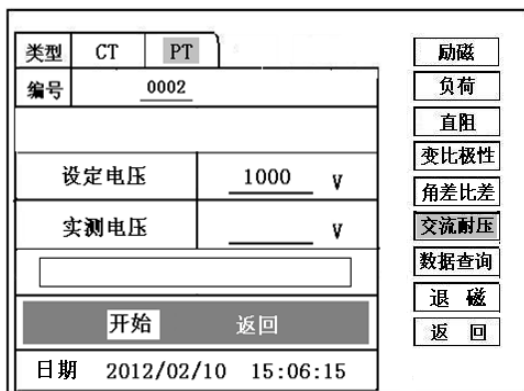 类型 CT PT
编号 0002
设定电压 1000 V
实测电压 V
开始 返回
日期 2012/02/10 15:06:15
励磁
负荷
直阻
变比极性
角差比差
交流耐压
数据查询
退 磁
返 回